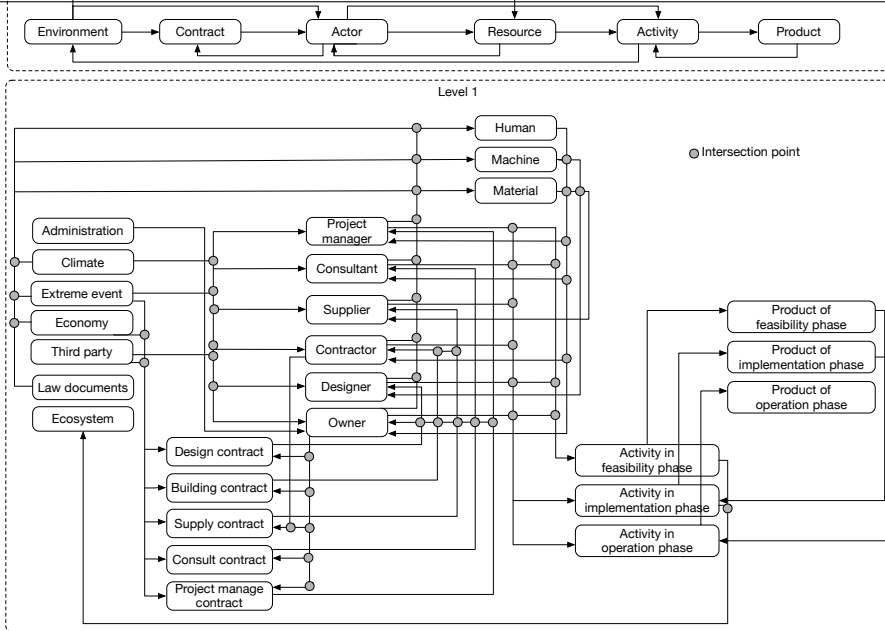 Environment
Contract
Actor
Resource
Activity
Product
Level 1
Human
Machine
Material
Intersection point
Administration
Climate
Extreme event
Economy
Third party
Law documents
Ecosystem
Project
manager
Consultant
Supplier
Contractor
Designer
Owner
Design contract
Building contract
Supply contract
Consult contract
Project manage
contract
Product of
feasibility phase
Product of
implementation phase
Product of
operation phase
Activity in
feasibility phase
Activity in
implementation phase
Activity in
operation phase